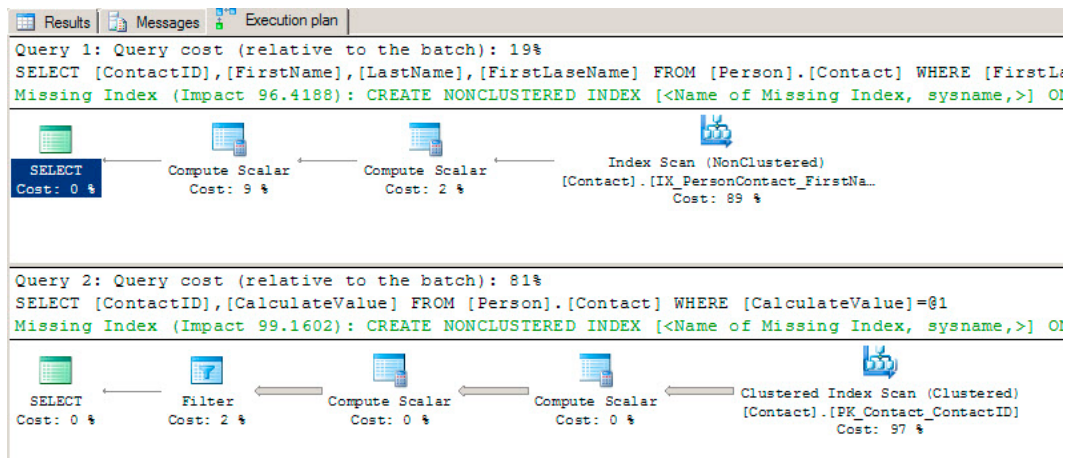 Results Messages Execution plan
Query 1: Query cost (relative to the batch): 19%
SELECT [ContactID],[FirstName],[LastName],[FirstLaseName] FROM [Person].[Contact] WHERE [FirstLa
Missing Index (Impact 96.4188): CREATE NONCLUSTERED INDEX [<Name of Missing Index, sysname,>] ON
SELECT
Cost: 0 %
Compute Scalar
Cost: 9 %
Compute Scalar
Cost: 2 %
Index Scan (NonClustered)
[Contact].[IX_PersonContact_FirstNa…
Cost: 89 %
Query 2: Query cost (relative to the batch): 81%
SELECT [ContactID],[CalculateValue] FROM [Person].[Contact] WHERE [CalculateValue]=@1
Missing Index (Impact 99.1602): CREATE NONCLUSTERED INDEX [<Name of Missing Index, sysname,>] ON
SELECT
Cost: 0 %
Filter
Cost: 2 %
Compute Scalar
Cost: 0 %
Compute Scalar
Cost: 0 %
Clustered Index Scan (Clustered)
[Contact].[PK_Contact_ContactID]
Cost: 97 %